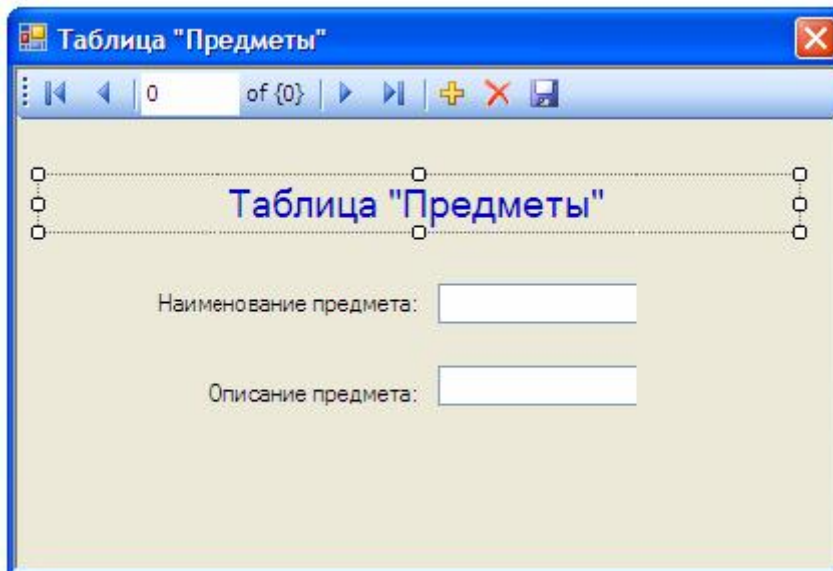 Таблица "Предметы"
0 of {0}
Таблица "Предметы"
Наименование предмета:
Описание предмета: